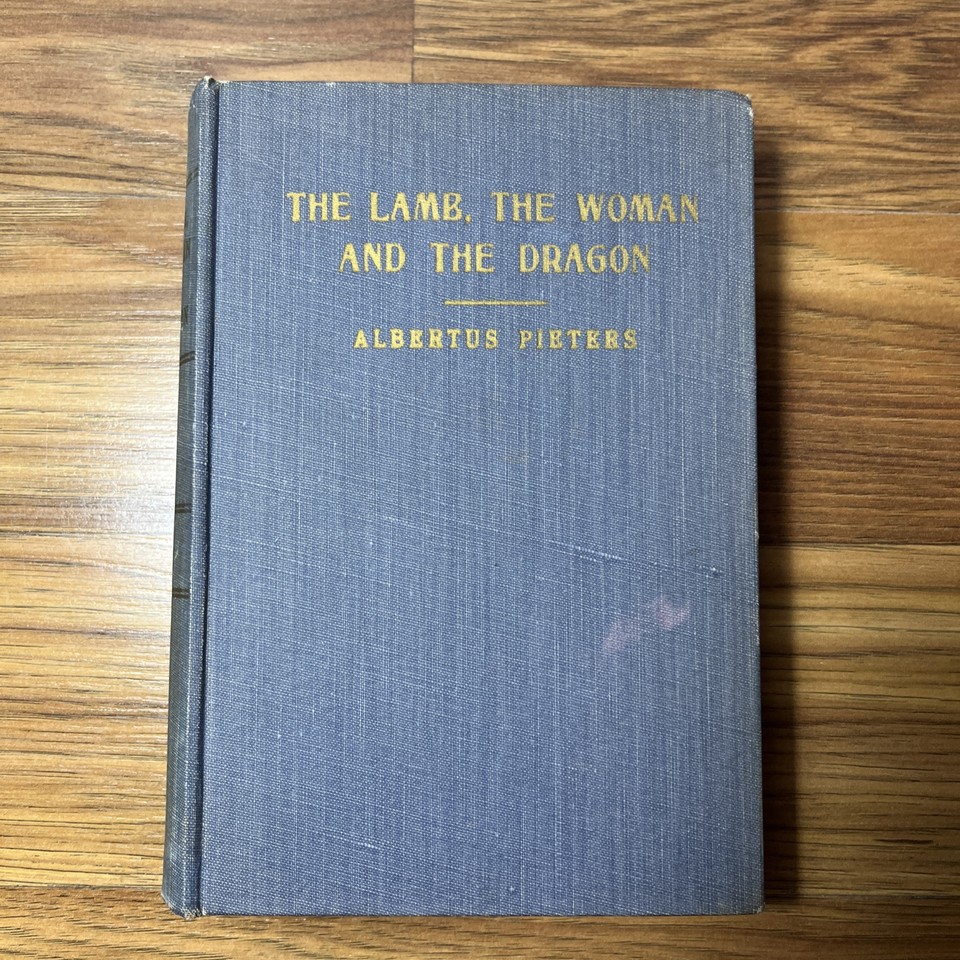 THE LAMB, THE WOMAN
AND THE DRAGON
ALBERTUS PIETERS